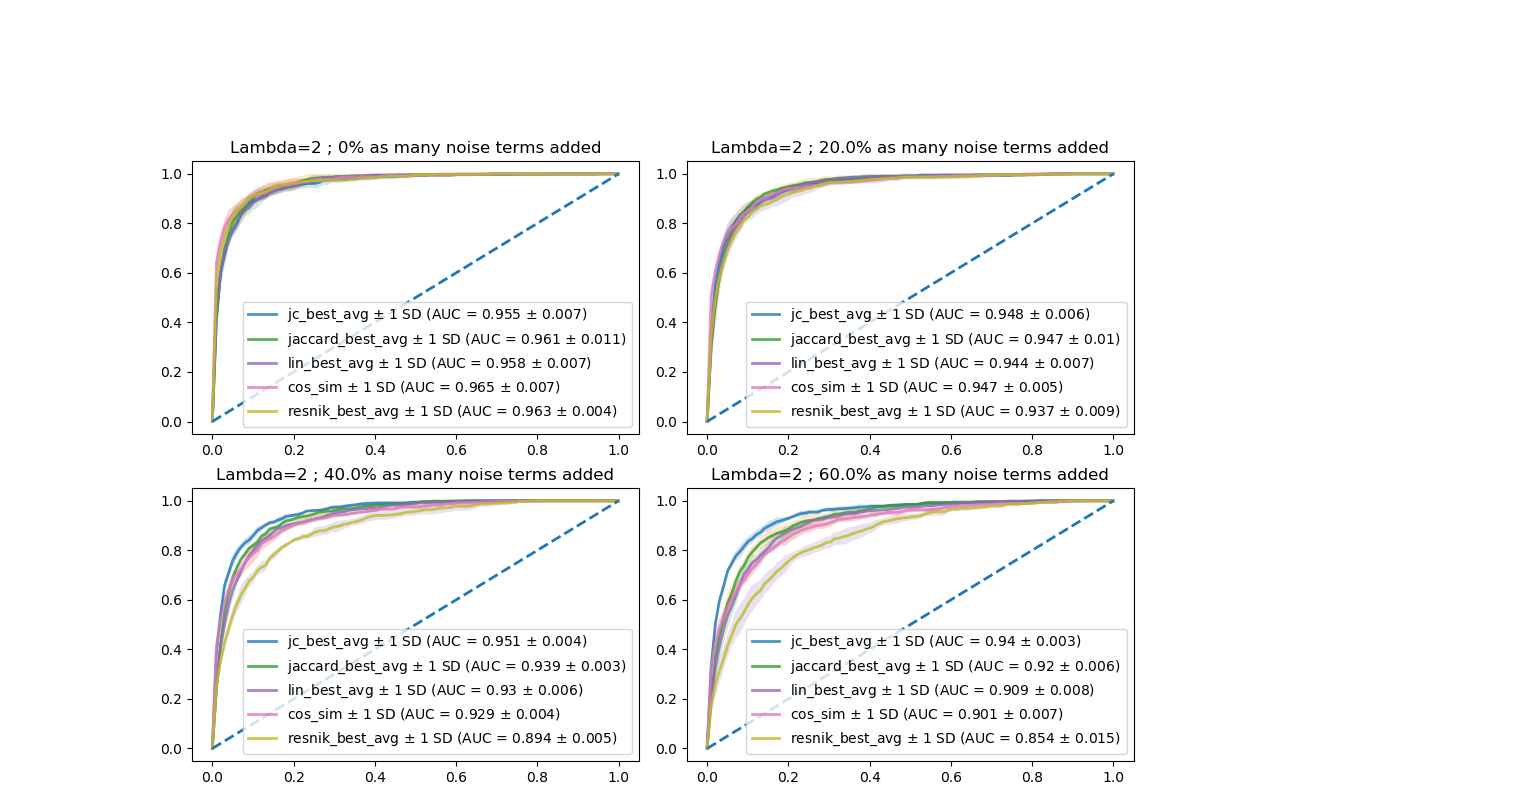 Lambda=2 ; 0% as many noise terms added
1.0
0.8
0.6
0.4
0.2
0.0
jc_best_avg ± 1 SD (AUC = 0.955 ± 0.007)
jaccard_best_avg ± 1 SD (AUC = 0.961 ± 0.011)
lin_best_avg ± 1 SD (AUC = 0.958 ± 0.007)
cos_sim ± 1 SD (AUC = 0.965 ± 0.007)
resnik_best_avg ± 1 SD (AUC = 0.963 ± 0.004)
0.0 0.2 0.4 0.6 0.8 1.0
Lambda=2 ; 20.0% as many noise terms added
1.0
0.8
0.6
0.4
0.2
0.0
jc_best_avg ± 1 SD (AUC = 0.948 ± 0.006)
jaccard_best_avg ± 1 SD (AUC = 0.947 ± 0.01)
lin_best_avg ± 1 SD (AUC = 0.944 ± 0.007)
cos_sim ± 1 SD (AUC = 0.947 ± 0.005)
resnik_best_avg ± 1 SD (AUC = 0.937 ± 0.009)
0.0 0.2 0.4 0.6 0.8 1.0
Lambda=2 ; 40.0% as many noise terms added
1.0
0.8
0.6
0.4
0.2
0.0
jc_best_avg ± 1 SD (AUC = 0.951 ± 0.004)
jaccard_best_avg ± 1 SD (AUC = 0.939 ± 0.003)
lin_best_avg ± 1 SD (AUC = 0.93 ± 0.006)
cos_sim ± 1 SD (AUC = 0.929 ± 0.004)
resnik_best_avg ± 1 SD (AUC = 0.894 ± 0.005)
0.0 0.2 0.4 0.6 0.8 1.0
Lambda=2 ; 60.0% as many noise terms added
1.0
0.8
0.6
0.4
0.2
0.0
jc_best_avg ± 1 SD (AUC = 0.94 ± 0.003)
jaccard_best_avg ± 1 SD (AUC = 0.92 ± 0.006)
lin_best_avg ± 1 SD (AUC = 0.909 ± 0.008)
cos_sim ± 1 SD (AUC = 0.901 ± 0.007)
resnik_best_avg ± 1 SD (AUC = 0.854 ± 0.015)
0.0 0.2 0.4 0.6 0.8 1.0